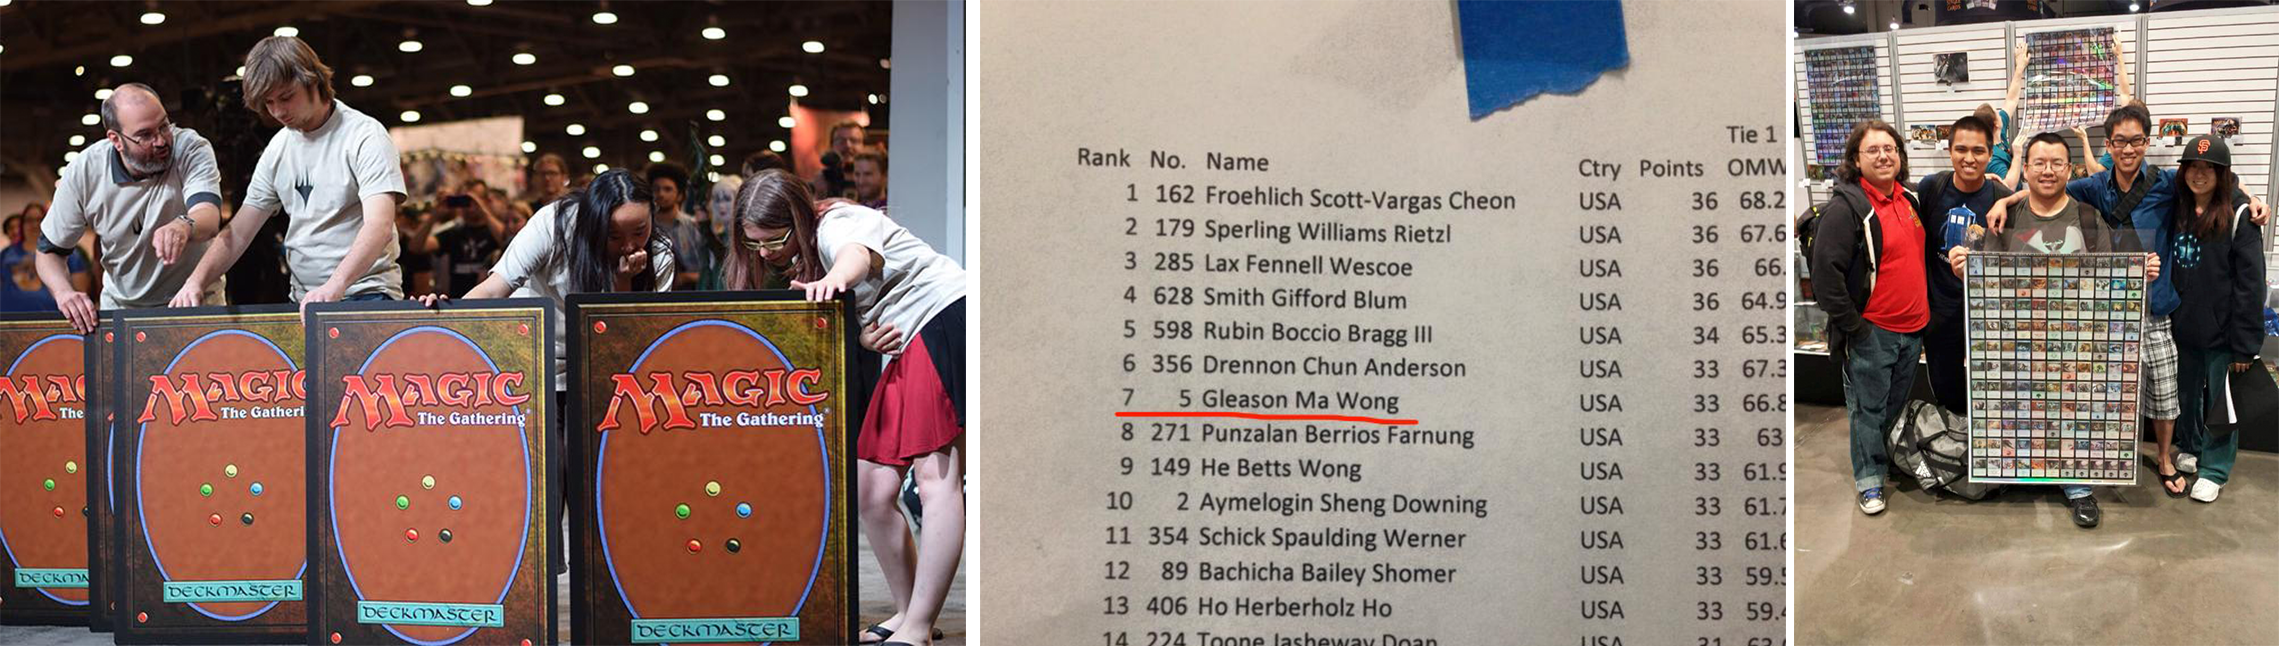 MAGIC
The Gathering
DECKMASTER
MAGIC
The Gathering®
DECKMASTER
MAGIC
The Gathering®
DECKMASTER
Tie 1
Rank No. Name Ctry Points OMW
1 162 Froehlich Scott-Vargas Cheon USA 36 68.2
2 179 Sperling Williams Rietzl USA 36 67.6
3 285 Lax Fennell Wescoe USA 36 66.
4 628 Smith Gifford Blum USA 36 64.9
5 598 Rubin Boccio Bragg III USA 34 65.3
6 356 Drennon Chun Anderson USA 33 67.3
7 5 Gleason Ma Wong USA 33 66.8
8 271 Punzalan Berrios Farnung USA 33 63
9 149 He Betts Wong USA 33 61.9
10 2 Aymelogin Sheng Downing USA 33 61.7
11 354 Schick Spaulding Werner USA 33 61.6
12 89 Bachicha Bailey Shomer USA 33 59.5
13 406 Ho Herberholz Ho USA 33 59.4
14 224 Toone Jasheway Doan USA 31